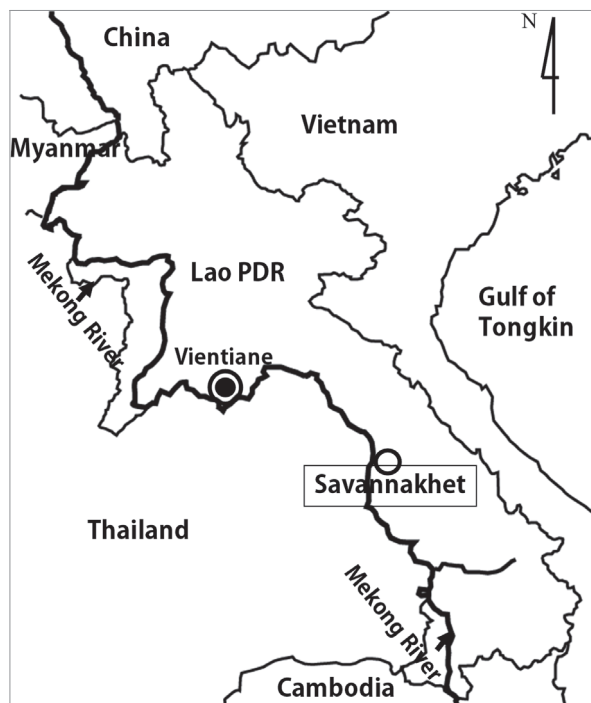 China
N
Vietnam
Myanmar
Lao PDR
Mekong River
Gulf of
Tongkin
Vientiane
Savannakhet
Thailand
Mekong River
Cambodia